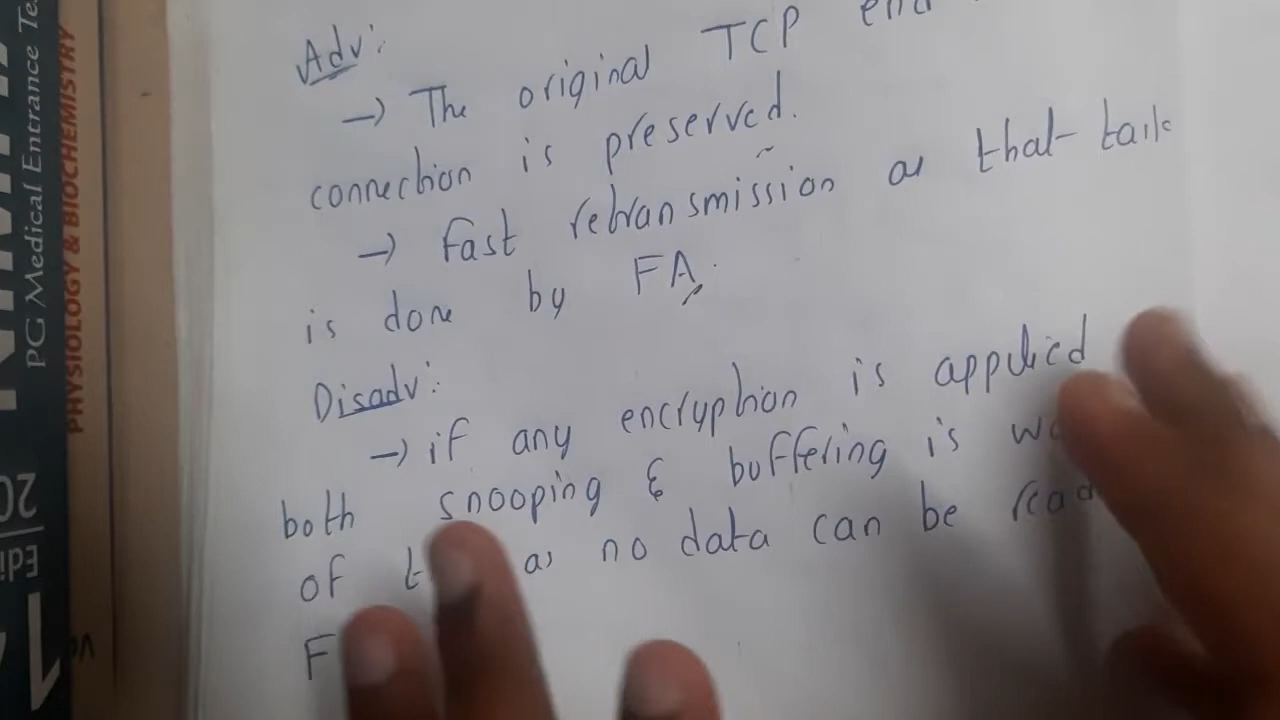 Adv:
→ The original TCP
connection is preserved.
→ Fast retransmission as that
is done by FA.
Disadv:
→ if any encryption is applied
both snooping & buffering is
of as no data can be
F
PG Medical Entrance
PHYSIOLOGY & BIOCHEMISTRY